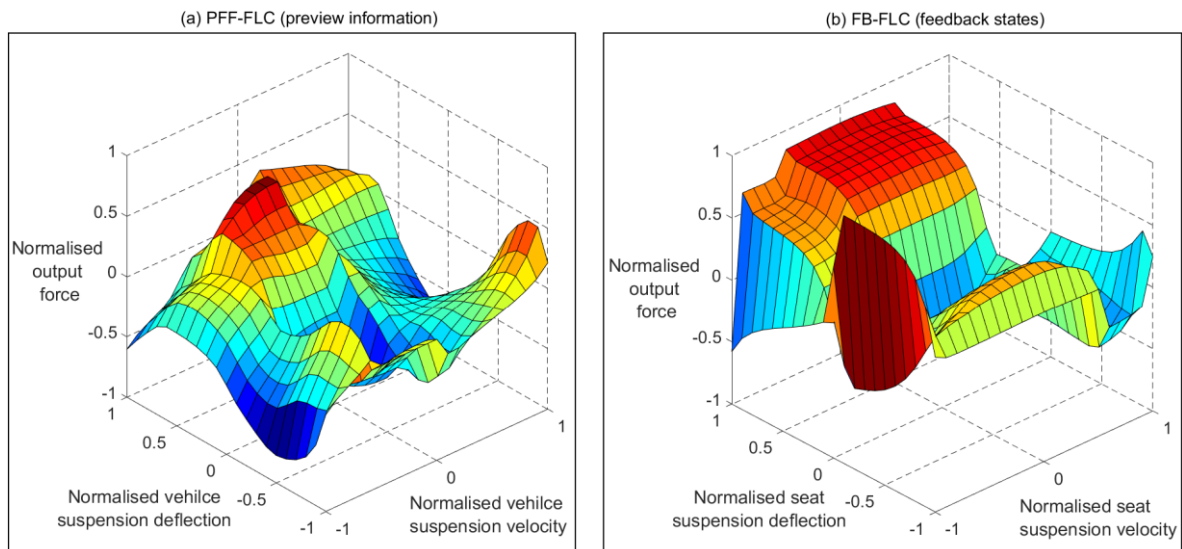 (a) PFF-FLC (preview information)
1
0.5
0
-0.5
-1
Normalised
output
force
1
0.5
0
-0.5
-1
Normalised vehilce
suspension deflection
-1
0
1
Normalised vehilce
suspension velocity
(b) FB-FLC (feedback states)
1
0.5
0
-0.5
-1
Normalised
output
force
1
0.5
0
-0.5
-1
Normalised seat
suspension deflection
-1
0
1
Normalised seat
suspension velocity